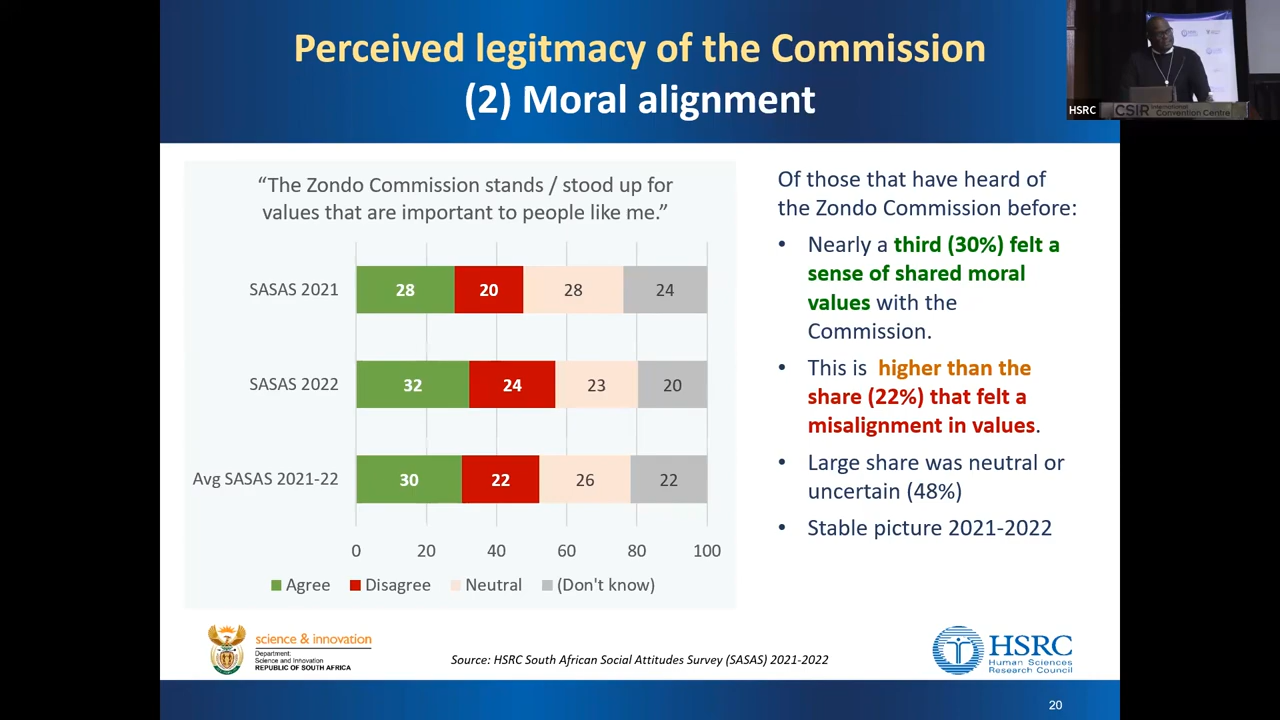 Perceived legitmacy of the Commission
(2) Moral alignment
HSRC
CSIR International
Convention Centre
“The Zondo Commission stands / stood up for
values that are important to people like me.”
SASAS 2021
28
20
28
24
SASAS 2022
32
24
23
20
Avg SASAS 2021-22
30
22
26
22
0
20
40
60
80
100
Agree
Disagree
Neutral
(Don't know)
Of those that have heard of
the Zondo Commission before:
• Nearly a third (30%) felt a
sense of shared moral
values with the
Commission.
• This is higher than the
share (22%) that felt a
misalignment in values.
• Large share was neutral or
uncertain (48%)
• Stable picture 2021-2022
science & innovation
Department:
Science and Innovation
REPUBLIC OF SOUTH AFRICA
Source: HSRC South African Social Attitudes Survey (SASAS) 2021-2022
HSRC
Human Sciences
Research Council
20